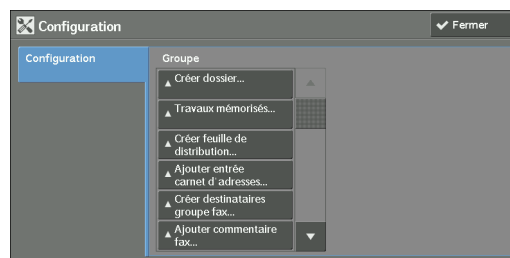 Configuration
Fermer
Configuration
Groupe
Créer dossier...
Travaux mémorisés...
Créer feuille de
distribution...
Ajouter entrée
carnet d'adresses...
Créer destinataires
groupe fax...
Ajouter commentaire
fax...